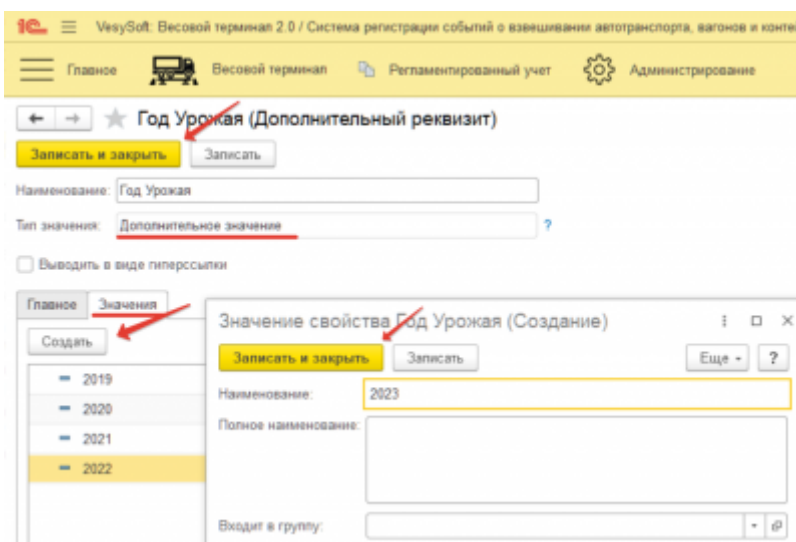 1С VesySoft: Весовой терминал 2.0 / Система регистрации событий о взвешивании автотранспорта, вагонов и конте
Главное Весовой терминал Регламентированный учет Администрирование
Год Урожая (Дополнительный реквизит)
Записать и закрыть Записать
Наименование: Год Урожая
Тип значения: Дополнительное значение ?
Выводить в виде гиперссылки
Главное Значения
Создать
2019
2020
2021
2022
Значение свойства Год Урожая (Создание)
Записать и закрыть Записать Еще ?
Наименование: 2023
Полное наименование:
Входит в группу: